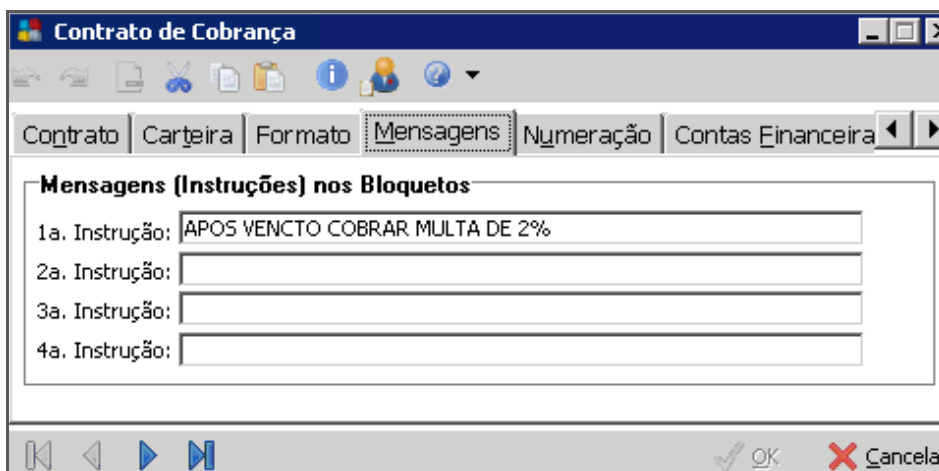 Contrato de Cobrança
Contrato Carteira Formato Mensagens Numeração Contas Financeira
Mensagens (Instruções) nos Bloquetos
1a. Instrução: APOS VENCTO COBRAR MULTA DE 2%
2a. Instrução:
3a. Instrução:
4a. Instrução:
OK Cancela